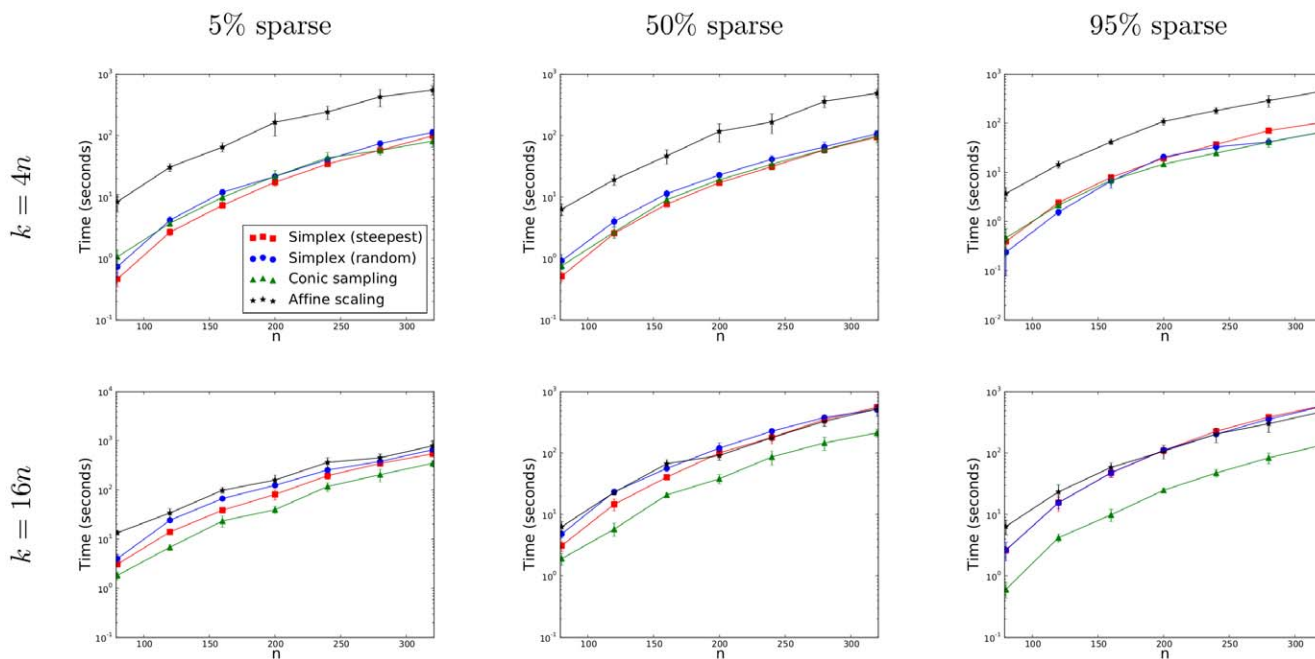 5% sparse
50% sparse
95% sparse
k = 4n
Time (seconds)
10³
10²
10¹
10⁰
10⁻¹
100
150
200
250
300
n
Simplex (steepest)
Simplex (random)
Conic sampling
Affine scaling
Time (seconds)
10³
10²
10¹
10⁰
10⁻¹
100
150
200
250
300
n
Time (seconds)
10³
10²
10¹
10⁰
10⁻¹
10⁻²
100
150
200
250
300
n
k = 16n
Time (seconds)
10⁴
10³
10²
10¹
10⁰
10⁻¹
100
150
200
250
300
n
Time (seconds)
10³
10²
10¹
10⁰
10⁻¹
100
150
200
250
300
n
Time (seconds)
10³
10²
10¹
10⁰
10⁻¹
100
150
200
250
300
n